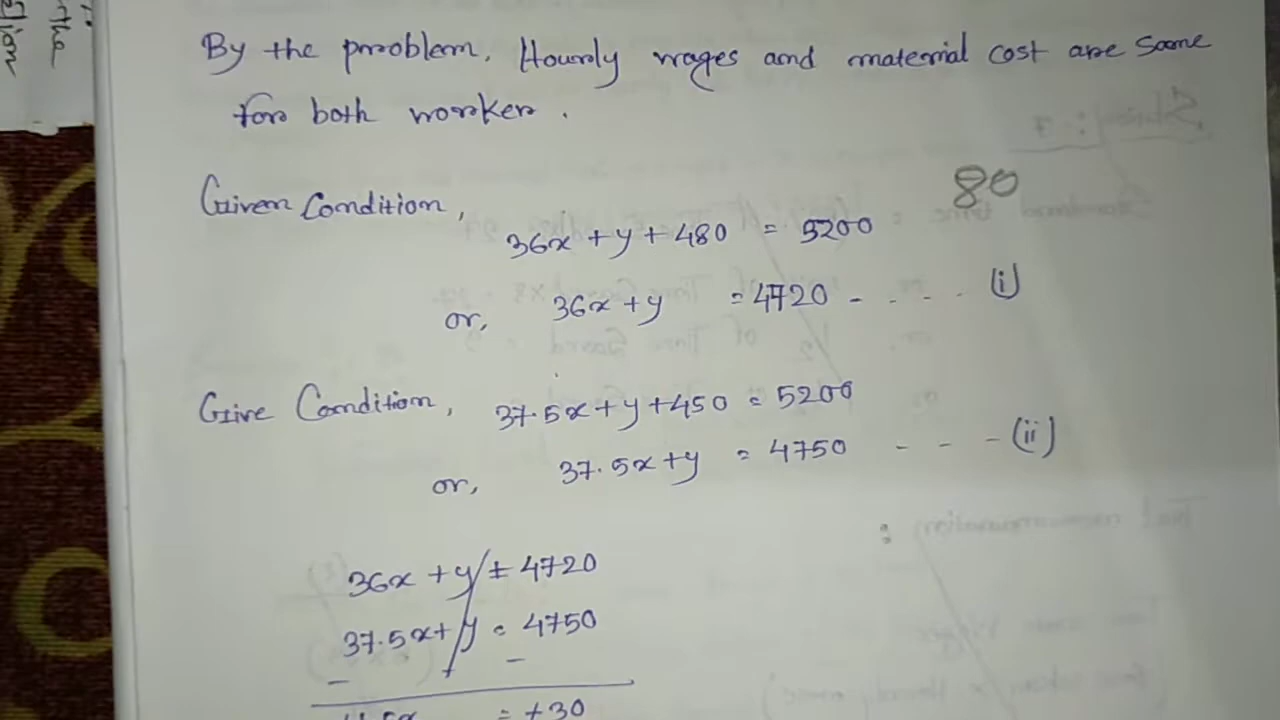 the
tion
By the problem, Hourly wages and material cost are same
for both worker.
80
Given Condition,
36x + y + 480 = 5200
or, 36x + y = 4720 - - - - (i)
Give Condition, 37.5x + y + 450 = 5200
or, 37.5x + y = 4750 - - - (ii)
36x + y = 4720
37.5x + y = 4750
- - -
= +30